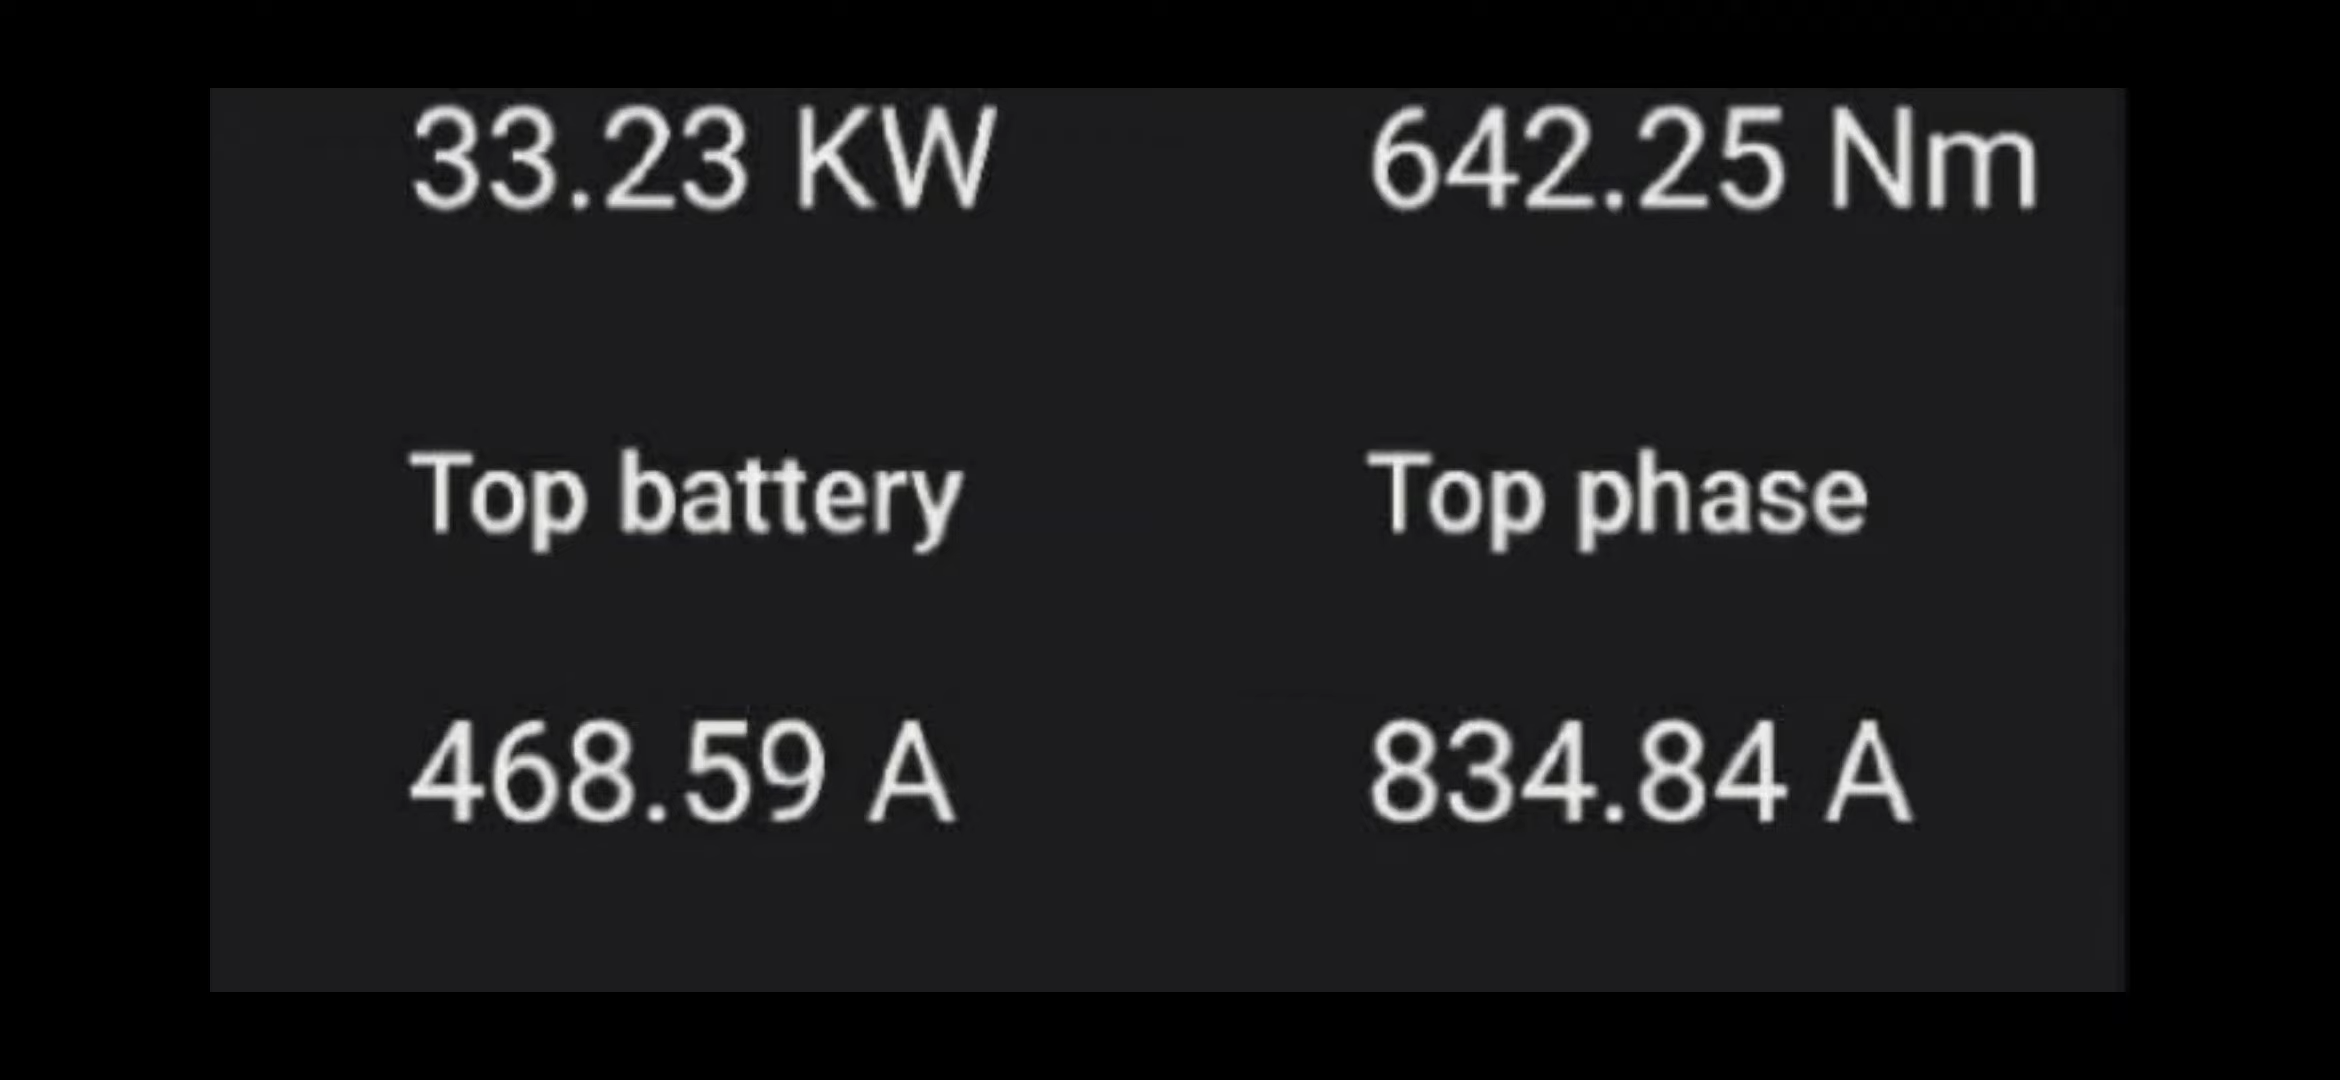 33.23 KW 642.25 Nm
Top battery Top phase
468.59 A 834.84 A